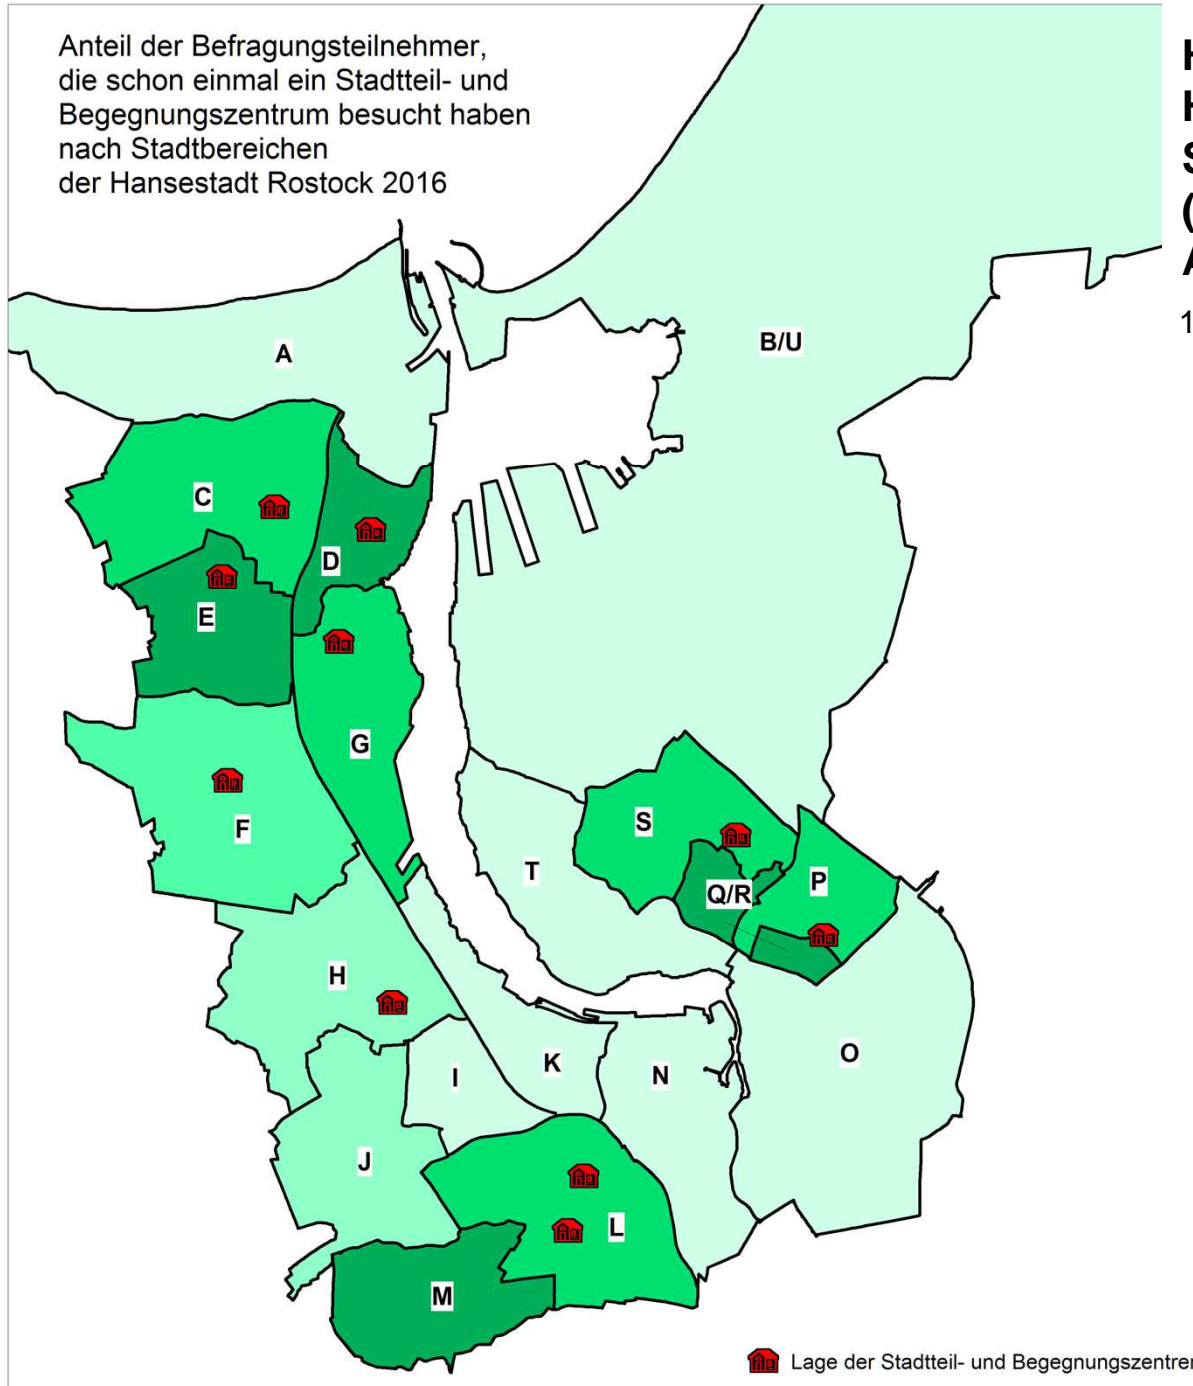 Anteil der Befragungsteilnehmer,
die schon einmal ein Stadtteil- und
Begegnungszentrum besucht haben
nach Stadtbereichen
der Hansestadt Rostock 2016
H
H
S
(
A
1
A
B/U
C
D
E
G
F
S
P
T
Q/R
H
K
I
N
O
J
L
M
Lage der Stadtteil- und Begegnungszentren